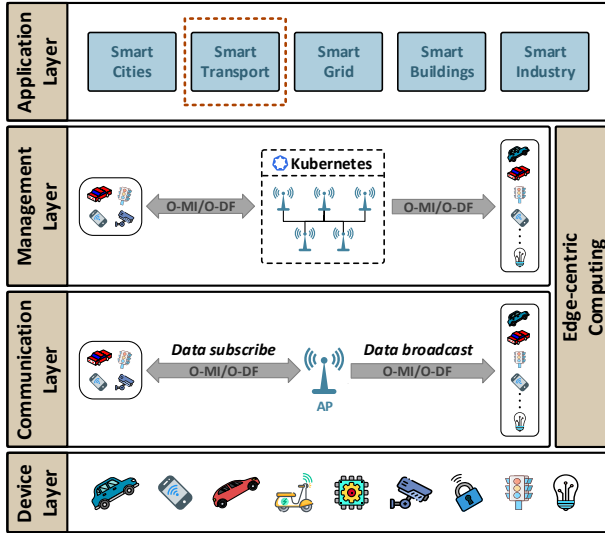 Application
Layer
Smart
Cities
Smart
Transport
Smart
Grid
Smart
Buildings
Smart
Industry
Management
Layer
Kubernetes
O-MI/O-DF
O-MI/O-DF
Edge-centric
Computing
Communication
Layer
Data subscribe
O-MI/O-DF
AP
Data broadcast
O-MI/O-DF
Device
Layer